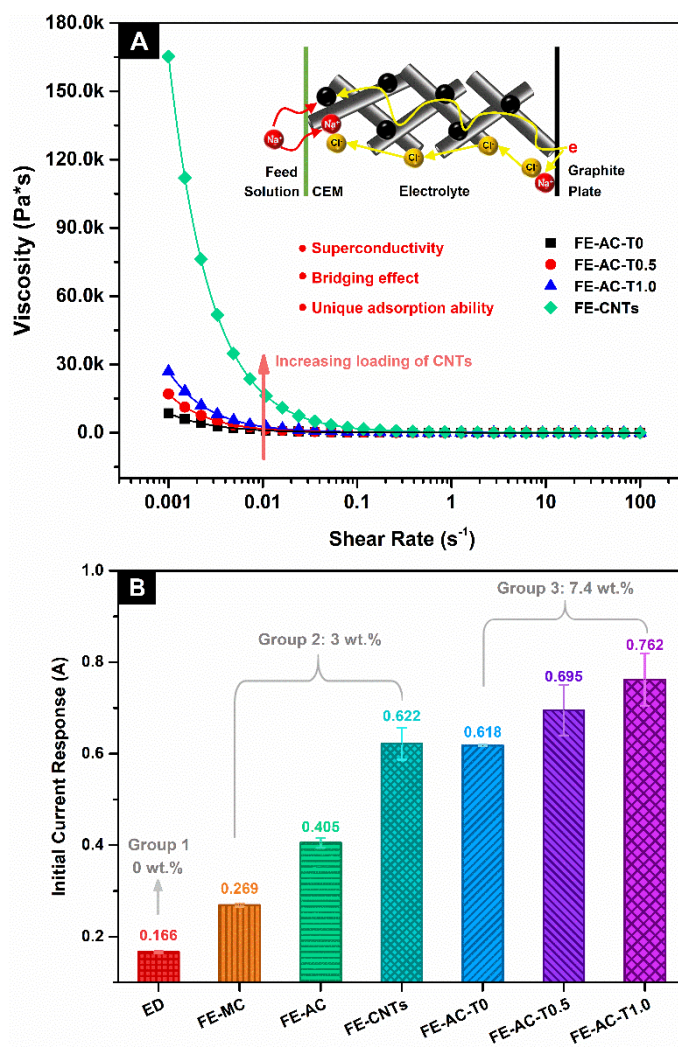 A
180.0k
150.0k
120.0k
90.0k
60.0k
30.0k
0.0
Viscosity (Pa*s)
Na⁺
Na⁺
Cl⁻
Cl⁻
Cl⁻
Cl⁻
Na⁺
e
Feed
Solution
CEM
Electrolyte
Graphite
Plate
• Superconductivity
• Bridging effect
• Unique adsorption ability
FE-AC-T0
FE-AC-T0.5
FE-AC-T1.0
FE-CNTs
Increasing loading of CNTs
0.001 0.01 0.1 1 10 100
Shear Rate (s⁻¹)
B
1.0
0.8
0.6
0.4
0.2
Initial Current Response (A)
Group 3: 7.4 wt.%
Group 2: 3 wt.%
Group 1
0 wt.%
0.166
0.269
0.405
0.622
0.618
0.695
0.762
ED
FE-MC
FE-AC
FE-CNTs
FE-AC-T0
FE-AC-T0.5
FE-AC-T1.0